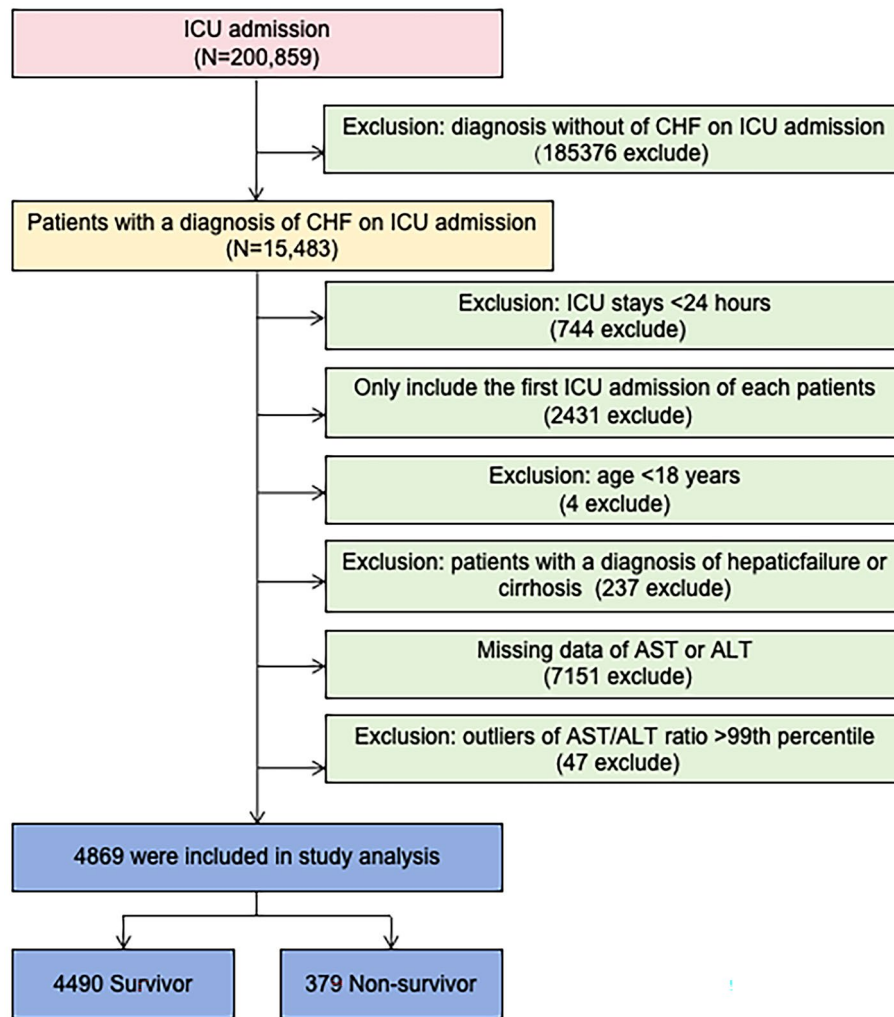 ICU admission
(N=200,859)
Exclusion: diagnosis without of CHF on ICU admission
(185376 exclude)
Patients with a diagnosis of CHF on ICU admission
(N=15,483)
Exclusion: ICU stays <24 hours
(744 exclude)
Only include the first ICU admission of each patients
(2431 exclude)
Exclusion: age <18 years
(4 exclude)
Exclusion: patients with a diagnosis of hepaticfailure or
cirrhosis (237 exclude)
Missing data of AST or ALT
(7151 exclude)
Exclusion: outliers of AST/ALT ratio >99th percentile
(47 exclude)
4869 were included in study analysis
4490 Survivor
379 Non-survivor